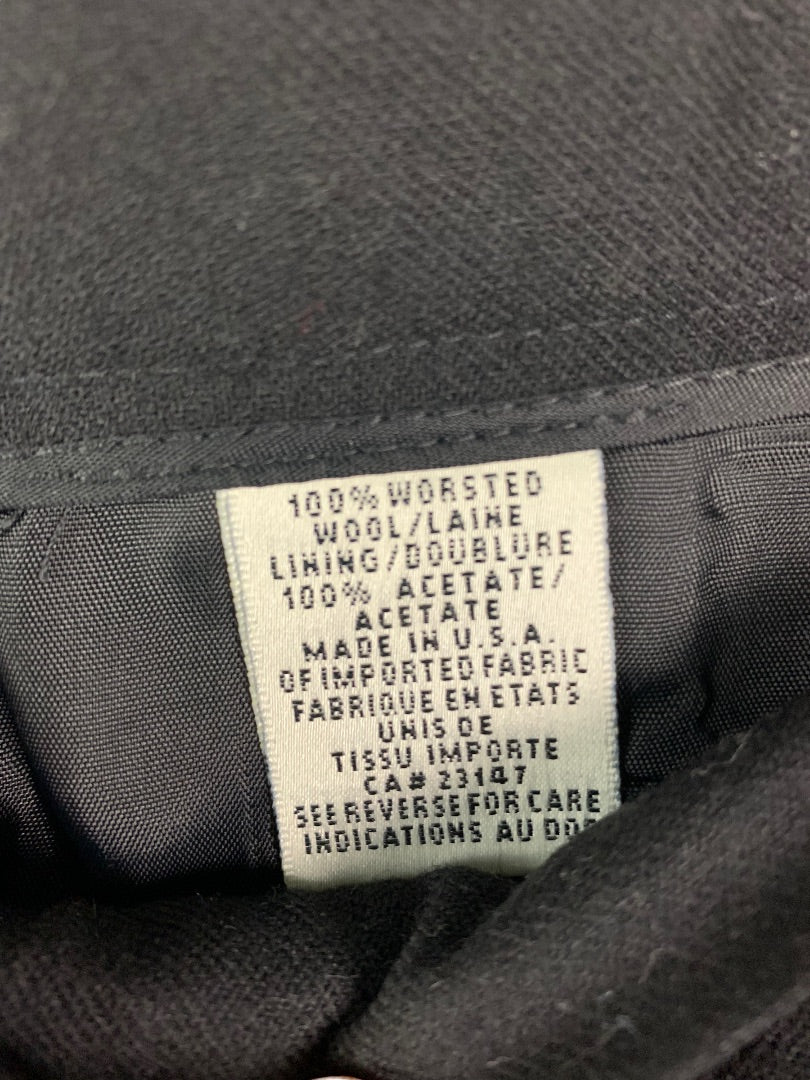 100% WORSTED
WOOL/LAINE
LINING/DOUBLURE
100% ACETATE/
ACETATE
MADE IN U.S.A.
OF IMPORTED FABRIC
FABRIQUE EN ETATS
UNIS DE
TISSU IMPORTE
CA# 23147
SEE REVERSE FOR CARE
INDICATIONS AU DOS